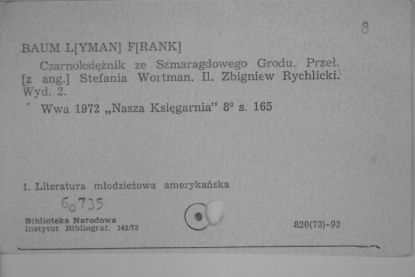 8
BAUM L[YMAN] F[RANK]
Czarnoksiężnik ze Szmaragdowego Grodu. Przeł.
[z ang.] Stefania Wortman. Il. Zbigniew Rychlicki.
Wyd. 2.
Wwa 1972 „Nasza Księgarnia” 8⁰ s. 165
1. Literatura młodzieżowa amerykańska
60735
Biblioteka Narodowa
Instytut Bibliograf. 142/73
820(73)-93